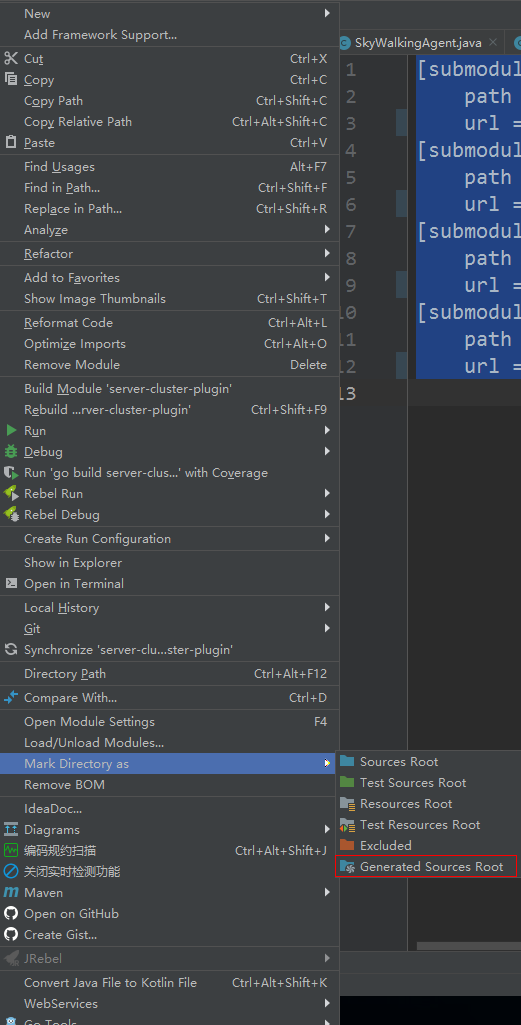 New
Add Framework Support...
Cut Ctrl+X
Copy Ctrl+C
Copy Path Ctrl+Shift+C
Copy Relative Path Ctrl+Alt+Shift+C
Paste Ctrl+V
Find Usages Alt+F7
Find in Path... Ctrl+Shift+F
Replace in Path... Ctrl+Shift+R
Analyze
Refactor
Add to Favorites
Show Image Thumbnails Ctrl+Shift+T
Reformat Code Ctrl+Alt+L
Optimize Imports Ctrl+Alt+O
Remove Module Delete
Build Module 'server-cluster-plugin'
Rebuild ...rver-cluster-plugin' Ctrl+Shift+F9
Run
Debug
Run 'go build server-clus...' with Coverage
Rebel Run
Rebel Debug
Create Run Configuration
Show in Explorer
Open in Terminal
Local History
Git
Synchronize 'server-clu...ster-plugin'
Directory Path Ctrl+Alt+F12
Compare With... Ctrl+D
Open Module Settings F4
Load/Unload Modules...
Mark Directory as
Remove BOM
IdeaDoc...
Diagrams
编码规约扫描 Ctrl+Alt+Shift+J
关闭实时检测功能
Maven
Open on GitHub
Create Gist...
JRebel
Convert Java File to Kotlin File Ctrl+Alt+Shift+K
WebServices
Go Tools
SkyWalkingAgent.java
1 [submodul
2 path
3 url =
4 [submodul
5 path
6 url =
7 [submodul
8 path
9 url =
10 [submodul
11 path
12 url =
13
Sources Root
Test Sources Root
Resources Root
Test Resources Root
Excluded
Generated Sources Root